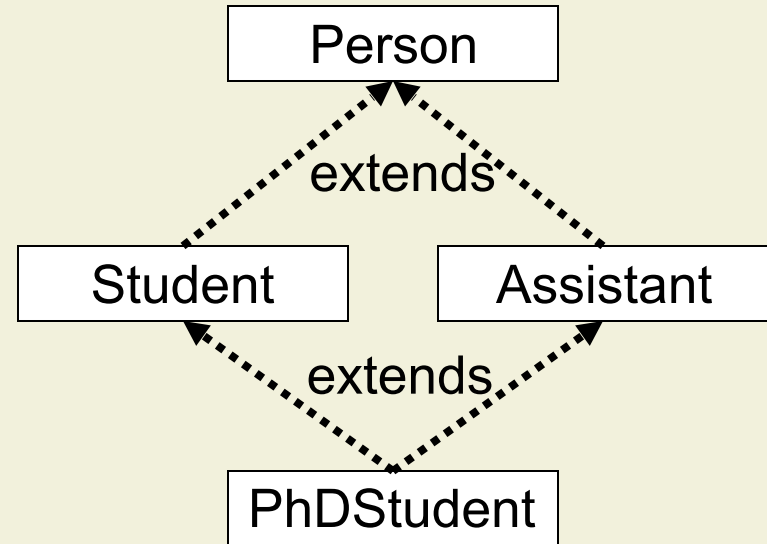 Person
extends
Student
Assistant
extends
PhDStudent